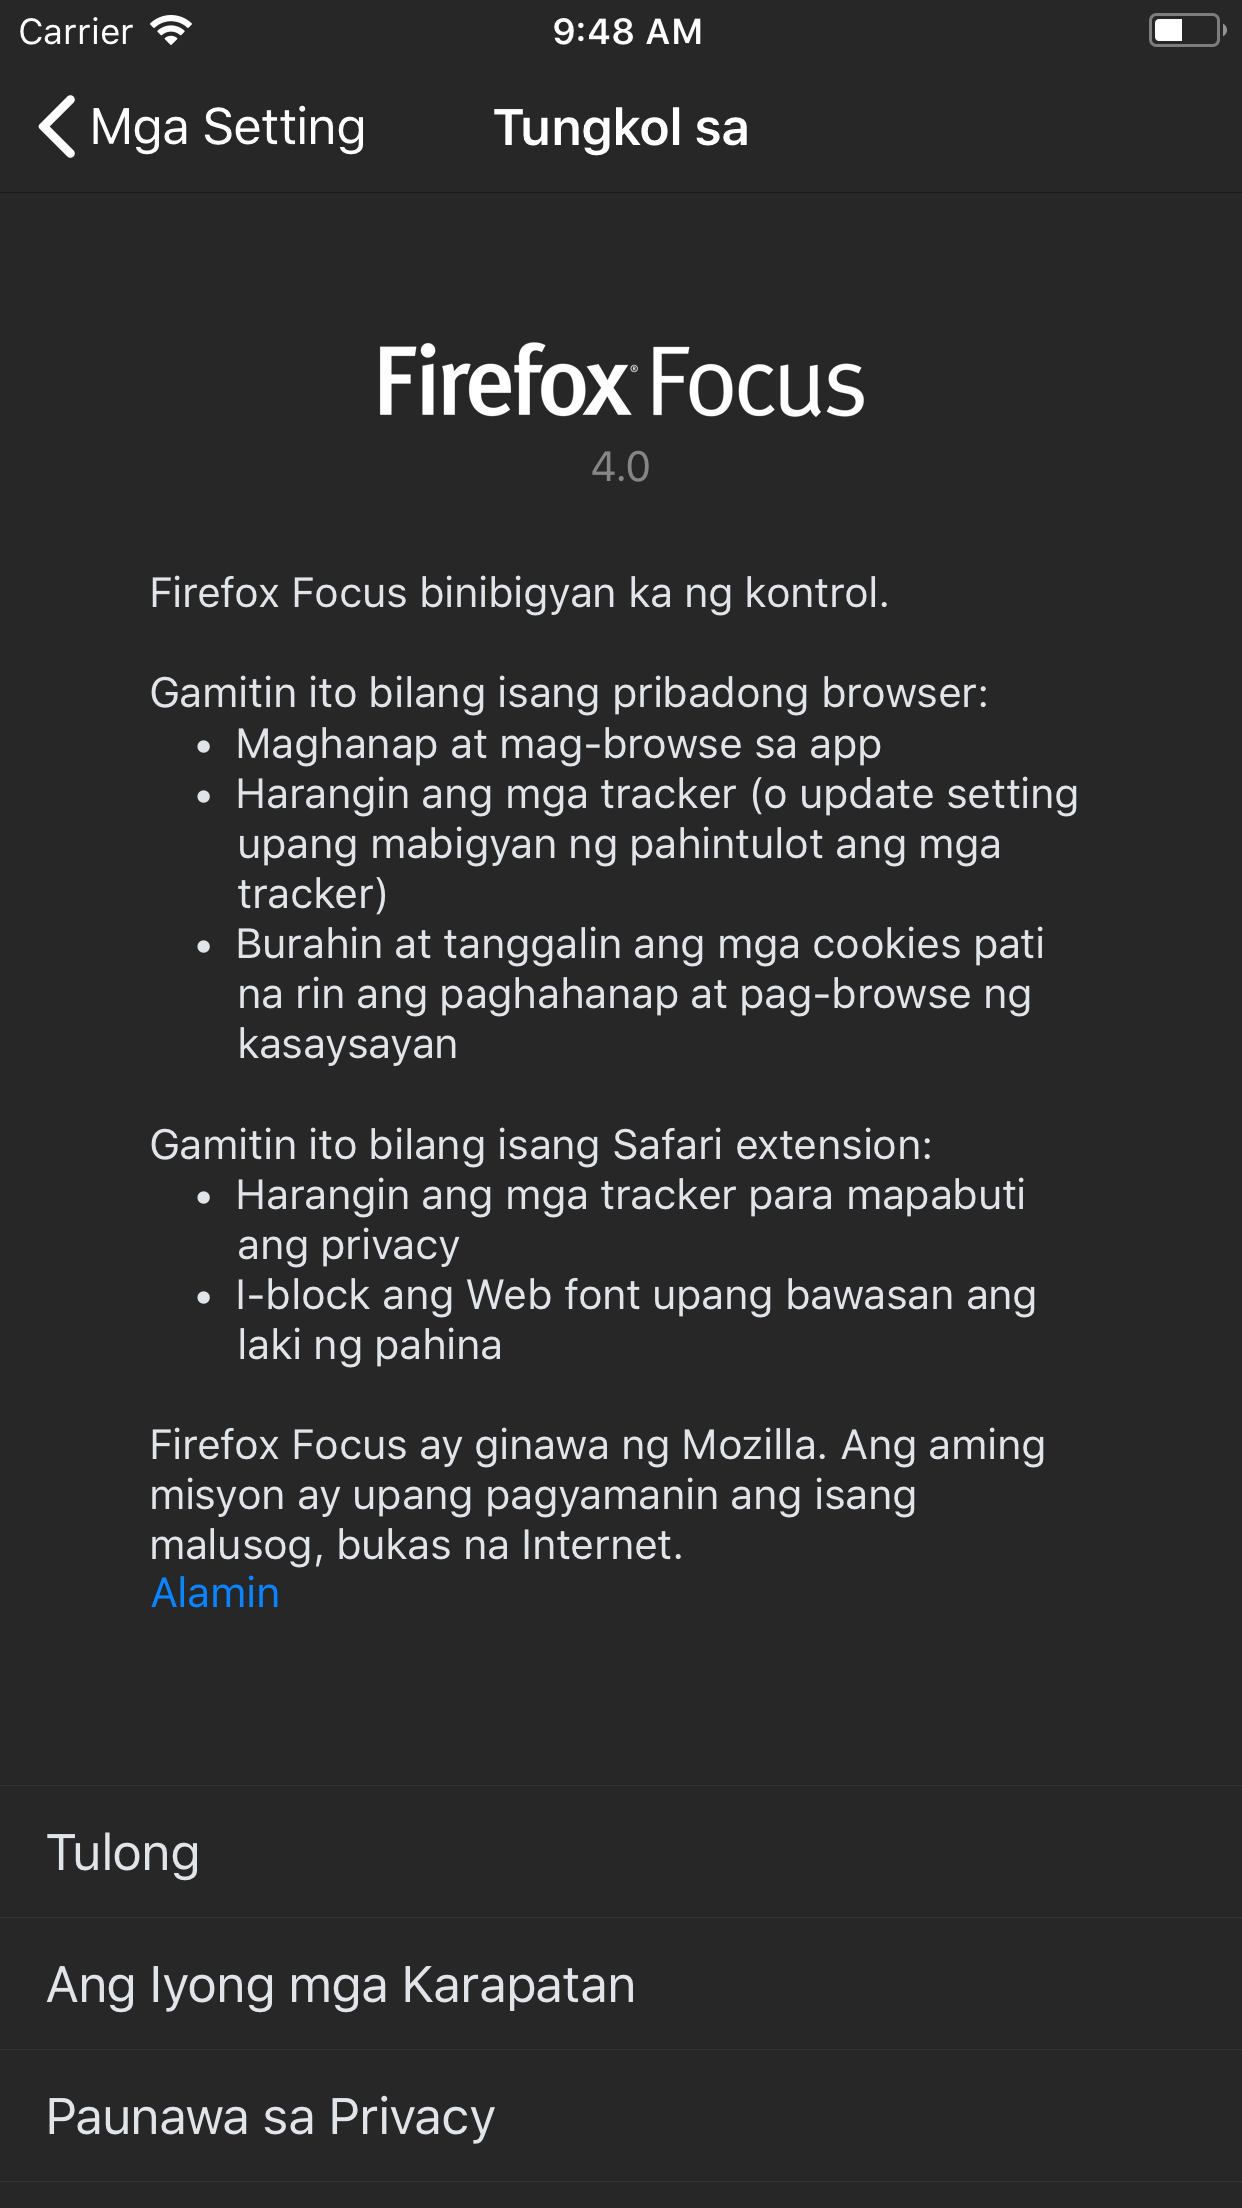 Carrier
9:48 AM
Mga Setting
Tungkol sa
Firefox® Focus
4.0
Firefox Focus binibigyan ka ng kontrol.
Gamitin ito bilang isang pribadong browser:
• Maghanap at mag-browse sa app
• Harangin ang mga tracker (o update setting
upang mabigyan ng pahintulot ang mga
tracker)
• Burahin at tanggalin ang mga cookies pati
na rin ang paghahanap at pag-browse ng
kasaysayan
Gamitin ito bilang isang Safari extension:
• Harangin ang mga tracker para mapabuti
ang privacy
• I-block ang Web font upang bawasan ang
laki ng pahina
Firefox Focus ay ginawa ng Mozilla. Ang aming
misyon ay upang pagyamanin ang isang
malusog, bukas na Internet.
Alamin
Tulong
Ang Iyong mga Karapatan
Paunawa sa Privacy